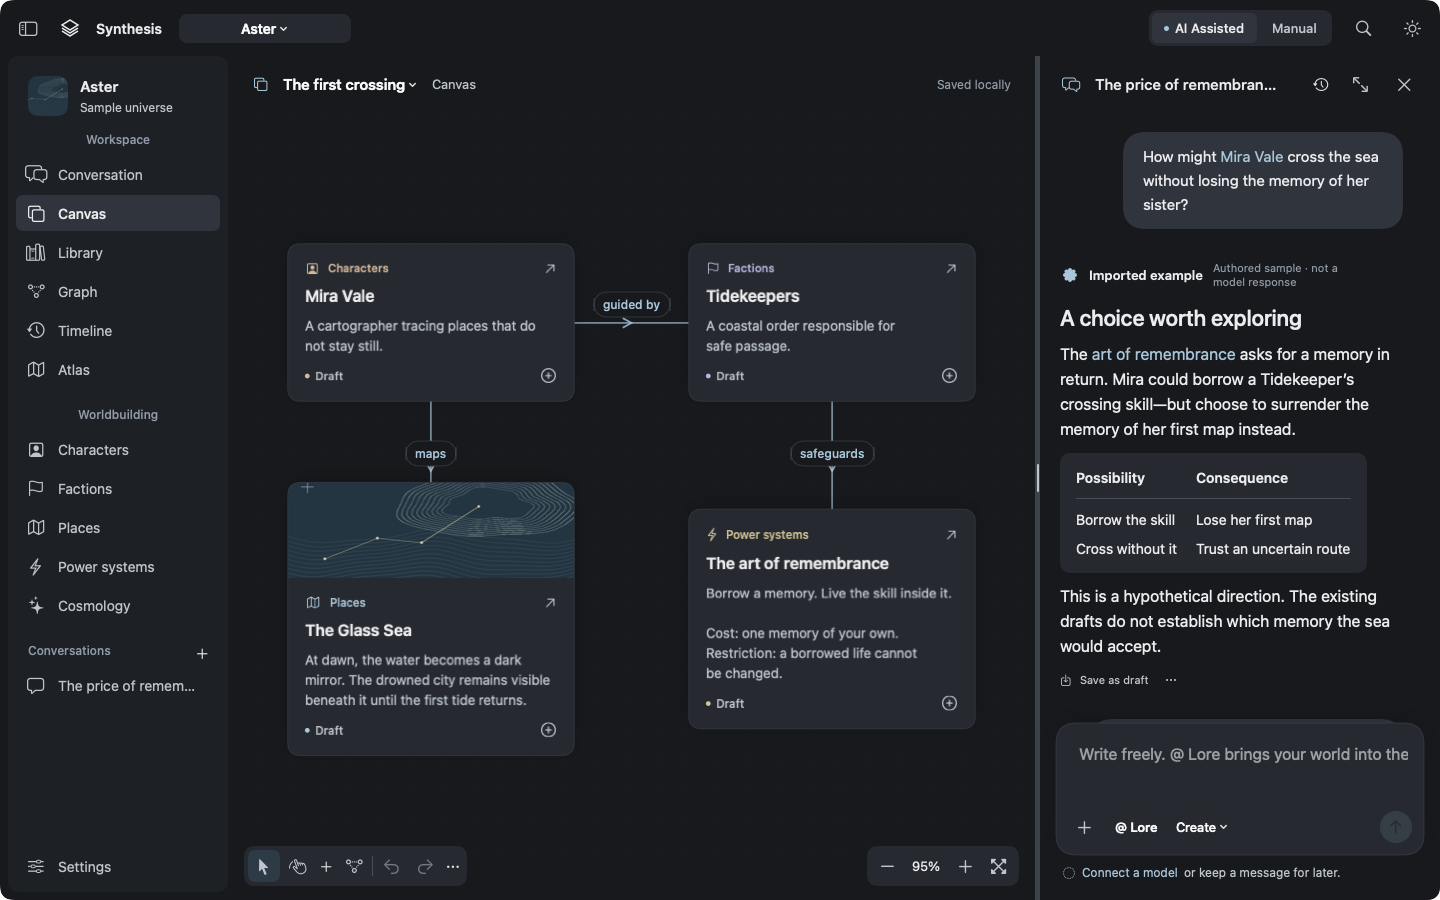 Synthesis
Aster
AI Assisted
Manual
Aster
Sample universe
Workspace
Conversation
Canvas
Library
Graph
Timeline
Atlas
Worldbuilding
Characters
Factions
Places
Power systems
Cosmology
Conversations
The price of remem...
Settings
The first crossing
Canvas
Saved locally
Characters
Mira Vale
A cartographer tracing places that do
not stay still.
Draft
guided by
Factions
Tidekeepers
A coastal order responsible for
safe passage.
Draft
maps
safeguards
Places
The Glass Sea
At dawn, the water becomes a dark
mirror. The drowned city remains visible
beneath it until the first tide returns.
Draft
Power systems
The art of remembrance
Borrow a memory. Live the skill inside it.
Cost: one memory of your own.
Restriction: a borrowed life cannot
be changed.
Draft
95%
The price of remembran...
How might Mira Vale cross the sea
without losing the memory of her
sister?
Imported example
Authored sample · not a
model response
A choice worth exploring
The art of remembrance asks for a memory in
return. Mira could borrow a Tidekeeper’s
crossing skill—but choose to surrender the
memory of her first map instead.
Possibility Consequence
Borrow the skill Lose her first map
Cross without it Trust an uncertain route
This is a hypothetical direction. The existing
drafts do not establish which memory the sea
would accept.
Save as draft
Write freely. @ Lore brings your world into the
@ Lore
Create
Connect a model or keep a message for later.